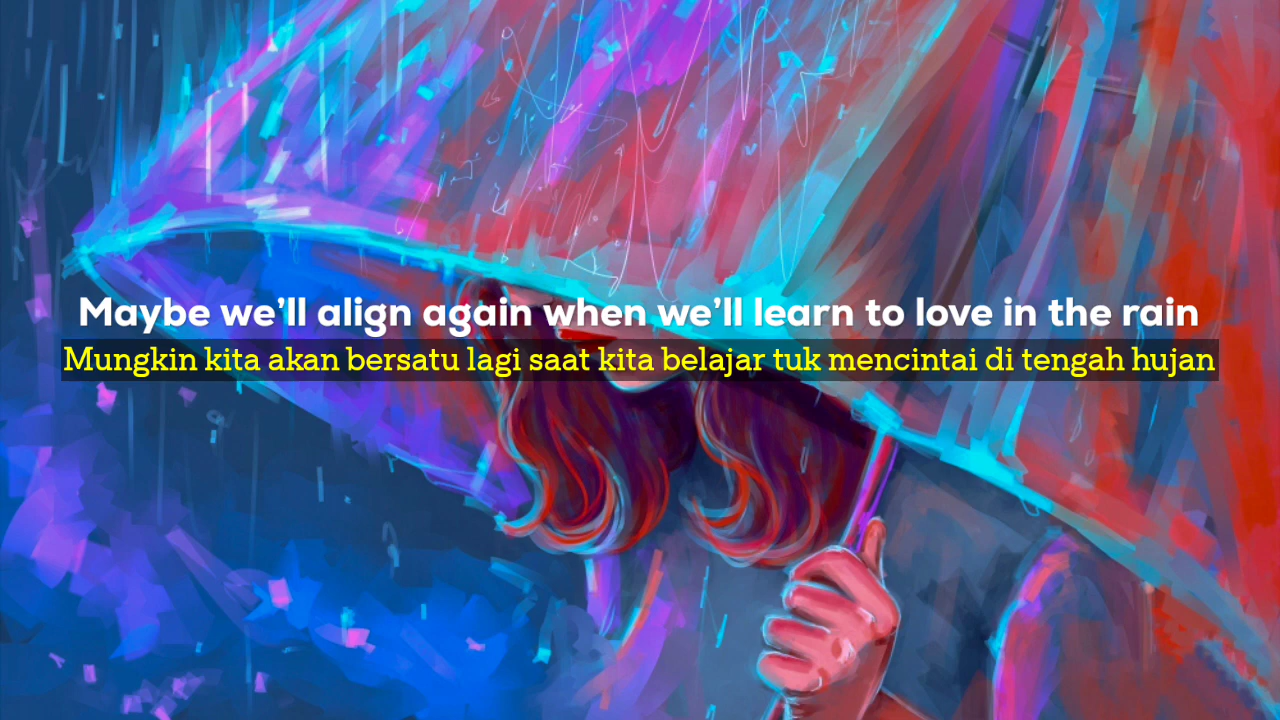 Maybe we’ll align again when we’ll learn to love in the rain
Mungkin kita akan bersatu lagi saat kita belajar tuk mencintai di tengah hujan